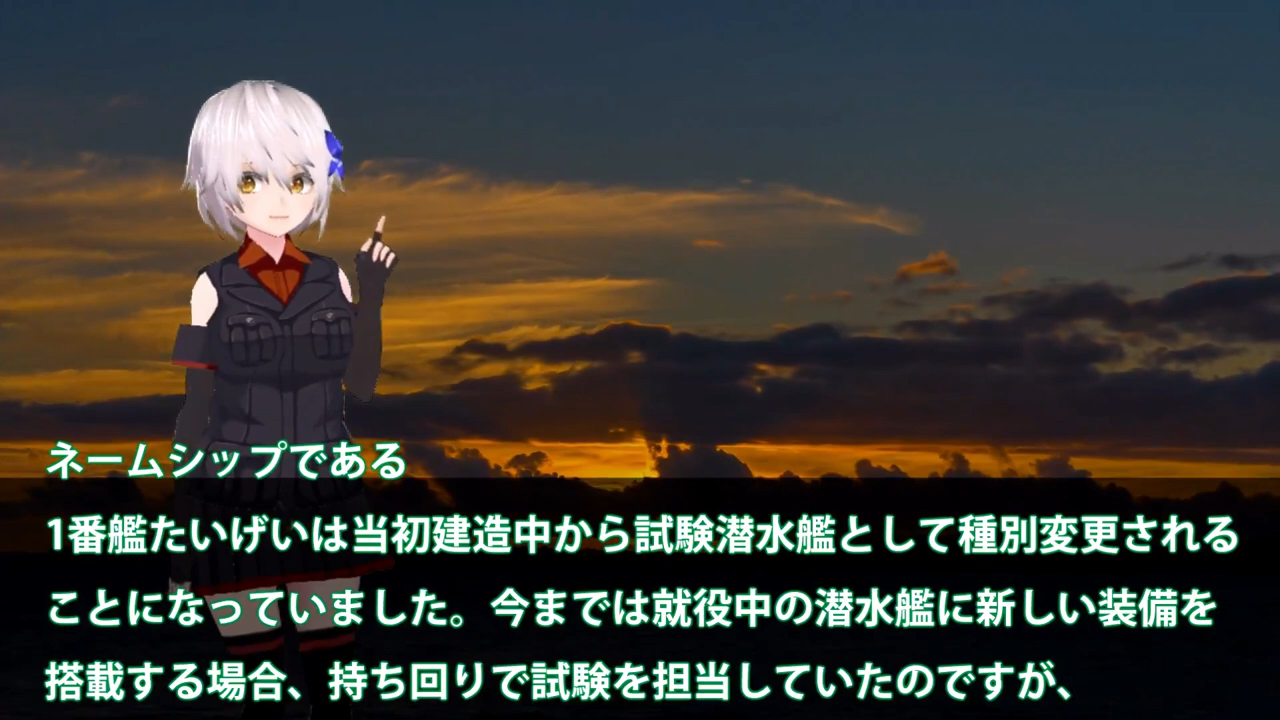 ネームシップである
1番艦たいげいは当初建造中から試験潜水艦として種別変更される
ことになっていました。今までは就役中の潜水艦に新しい装備を
搭載する場合、持ち回りで試験を担当していたのですが、